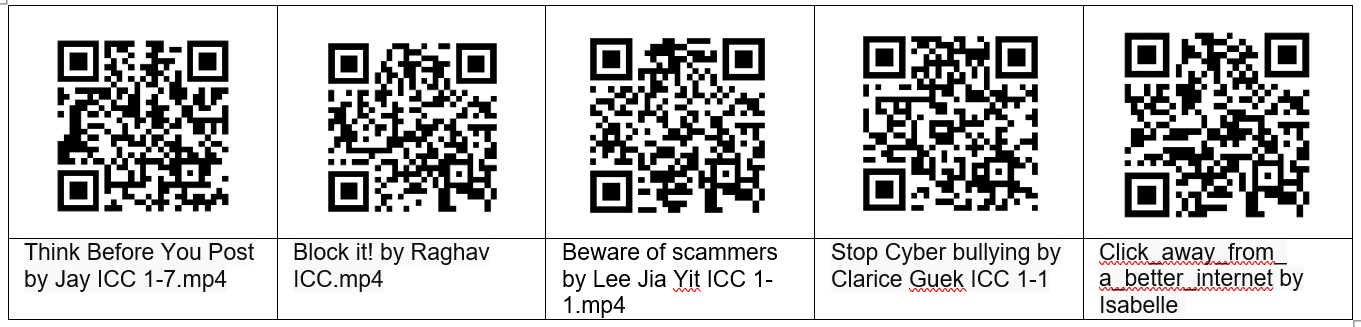 Think Before You Post
by Jay ICC 1-7.mp4
Block it! by Raghav
ICC.mp4
Beware of scammers
by Lee Jia Yit ICC 1-
1.mp4
Stop Cyber bullying by
Clarice Guek ICC 1-1
Click_away_from_
a_better_internet by
Isabelle